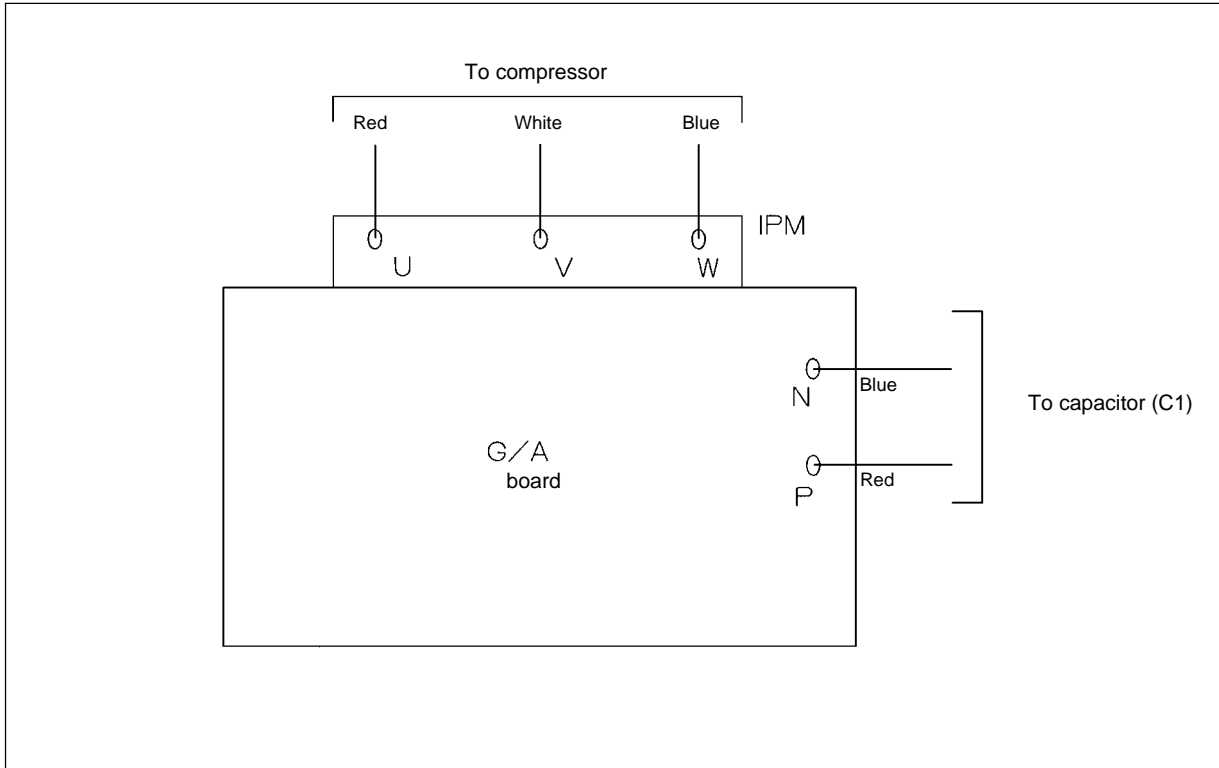 To compressor
Red White Blue
IPM
U V W
N
Blue
To capacitor (C1)
G/A
board
P
Red